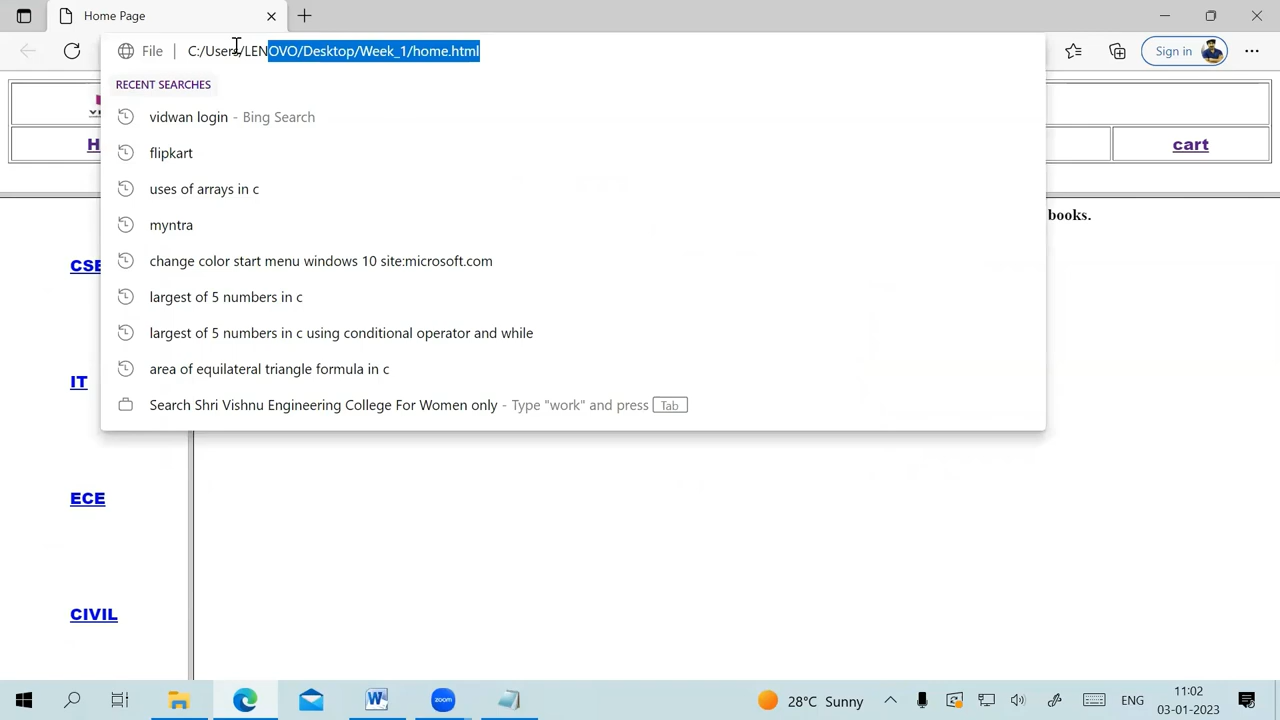 Home Page
File | C:/Users/LENOVO/Desktop/Week_1/home.html
Sign in
RECENT SEARCHES
vidwan login - Bing Search
flipkart
cart
uses of arrays in c
books.
myntra
CSE
change color start menu windows 10 site:microsoft.com
largest of 5 numbers in c
largest of 5 numbers in c using conditional operator and while
area of equilateral triangle formula in c
IT
Search Shri Vishnu Engineering College For Women only - Type "work" and press Tab
ECE
CIVIL
zoom
28°C Sunny
ENG
11:02
03-01-2023